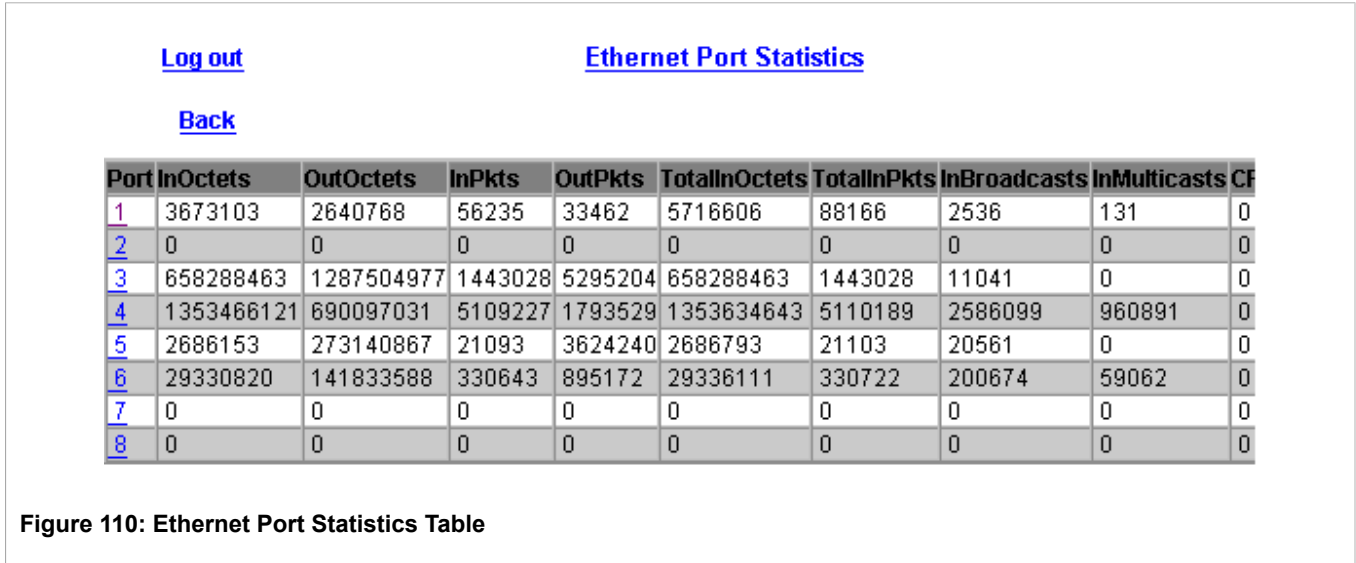 Log out Ethernet Port Statistics
Back
Port InOctets OutOctets InPkts OutPkts TotalInOctets TotalInPkts InBroadcasts InMulticasts
1 3673103 2640768 56235 33462 5716606 88166 2536 131 0
2 0 0 0 0 0 0 0 0 0
3 658288463 1287504977 1443028 5295204 658288463 1443028 11041 0 0
4 1353466121 690097031 5109227 1793529 1353634643 5110189 2586099 960891 0
5 2686153 273140867 21093 3624240 2686793 21103 20561 0 0
6 29330820 141833588 330643 895172 29336111 330722 200674 59062 0
7 0 0 0 0 0 0 0 0 0
8 0 0 0 0 0 0 0 0 0
Figure 110: Ethernet Port Statistics Table